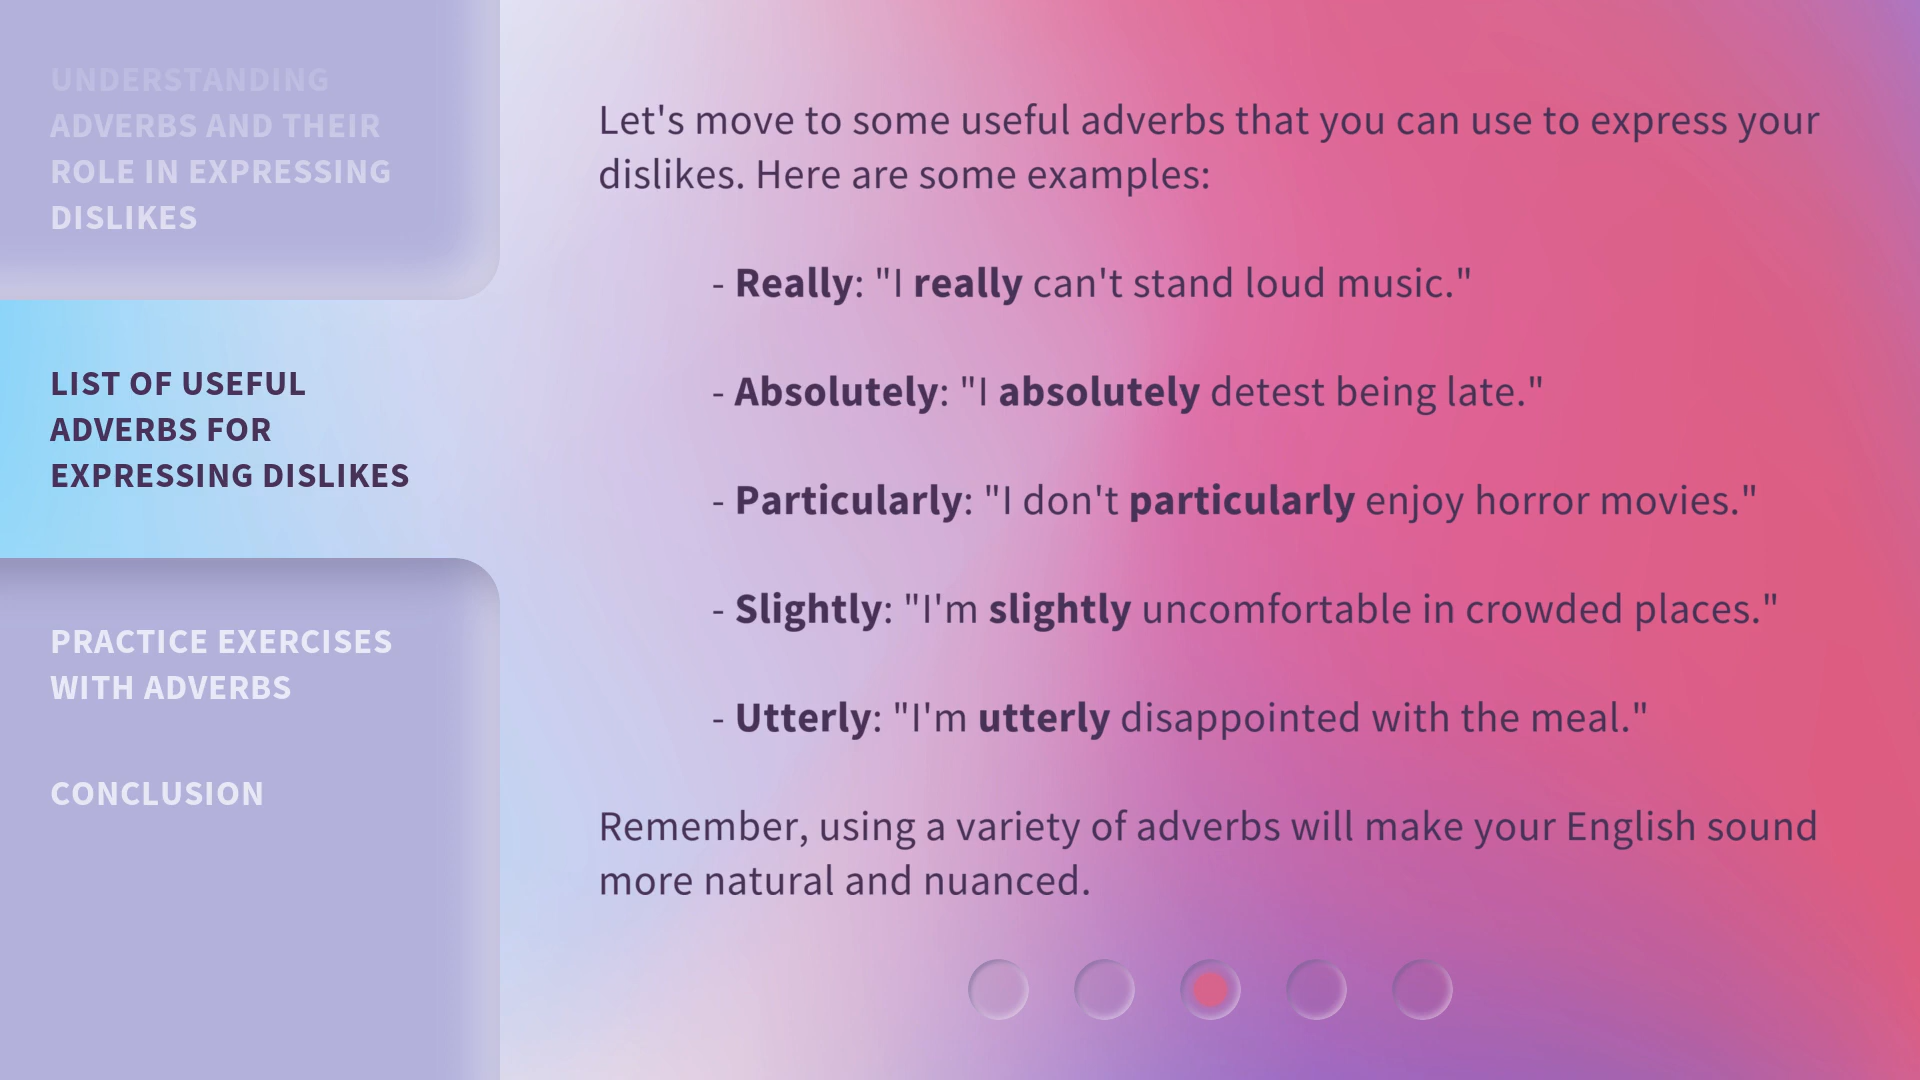 UNDERSTANDING
ADVERBS AND THEIR
ROLE IN EXPRESSING
DISLIKES
LIST OF USEFUL
ADVERBS FOR
EXPRESSING DISLIKES
PRACTICE EXERCISES
WITH ADVERBS
CONCLUSION
Let's move to some useful adverbs that you can use to express your
dislikes. Here are some examples:
- Really: "I really can't stand loud music."
- Absolutely: "I absolutely detest being late."
- Particularly: "I don't particularly enjoy horror movies."
- Slightly: "I'm slightly uncomfortable in crowded places."
- Utterly: "I'm utterly disappointed with the meal."
Remember, using a variety of adverbs will make your English sound
more natural and nuanced.